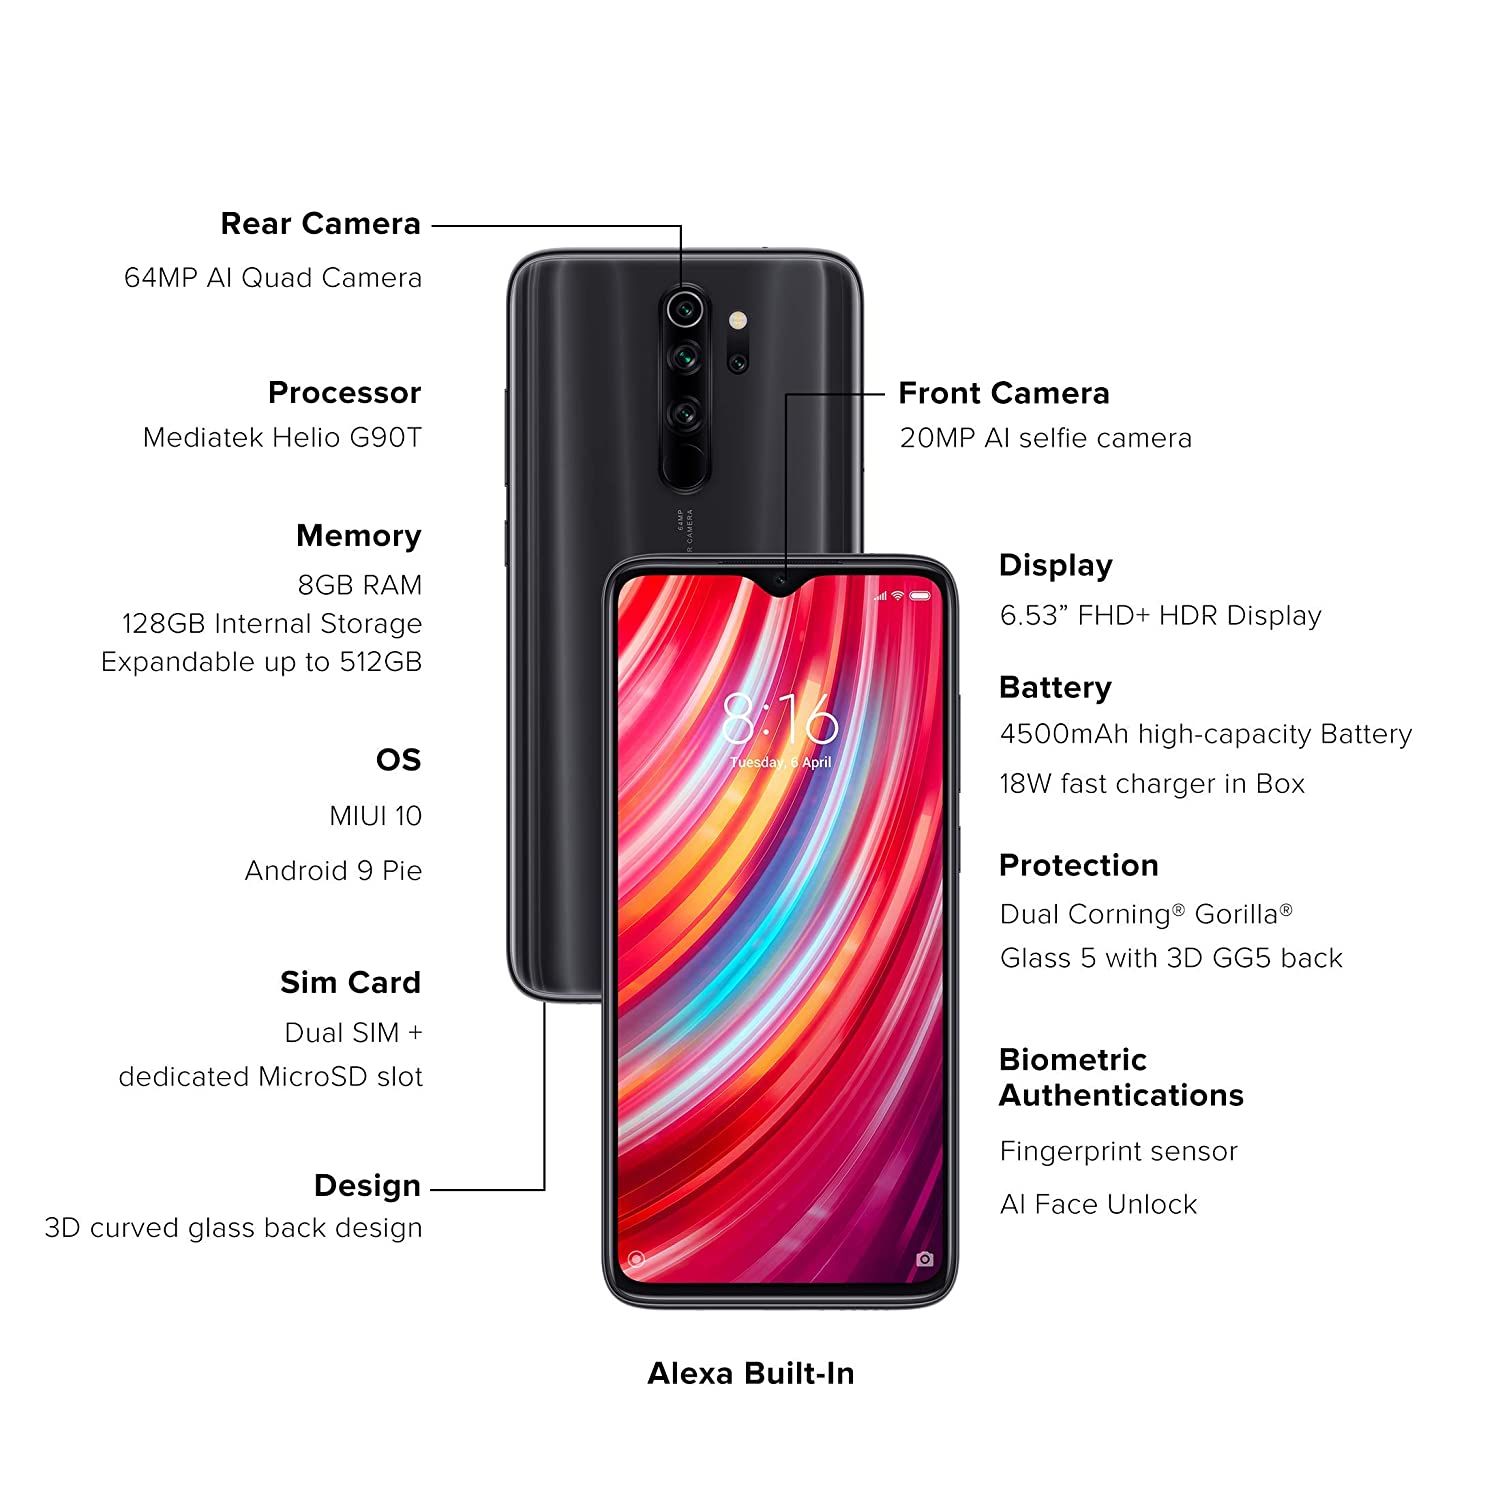 Rear Camera
64MP AI Quad Camera
Processor
Mediatek Helio G90T
Memory
8GB RAM
128GB Internal Storage
Expandable up to 512GB
OS
MIUI 10
Android 9 Pie
Sim Card
Dual SIM +
dedicated MicroSD slot
Design
3D curved glass back design
64MP
R CAMERA
8:16
Tuesday, 6 April
Front Camera
20MP AI selfie camera
Display
6.53” FHD+ HDR Display
Battery
4500mAh high-capacity Battery
18W fast charger in Box
Protection
Dual Corning® Gorilla®
Glass 5 with 3D GG5 back
Biometric
Authentications
Fingerprint sensor
AI Face Unlock
Alexa Built-In